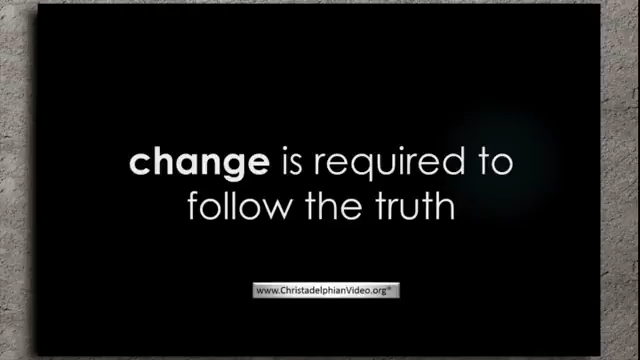 change is required to
follow the truth
www.ChristadelphianVideo.org®